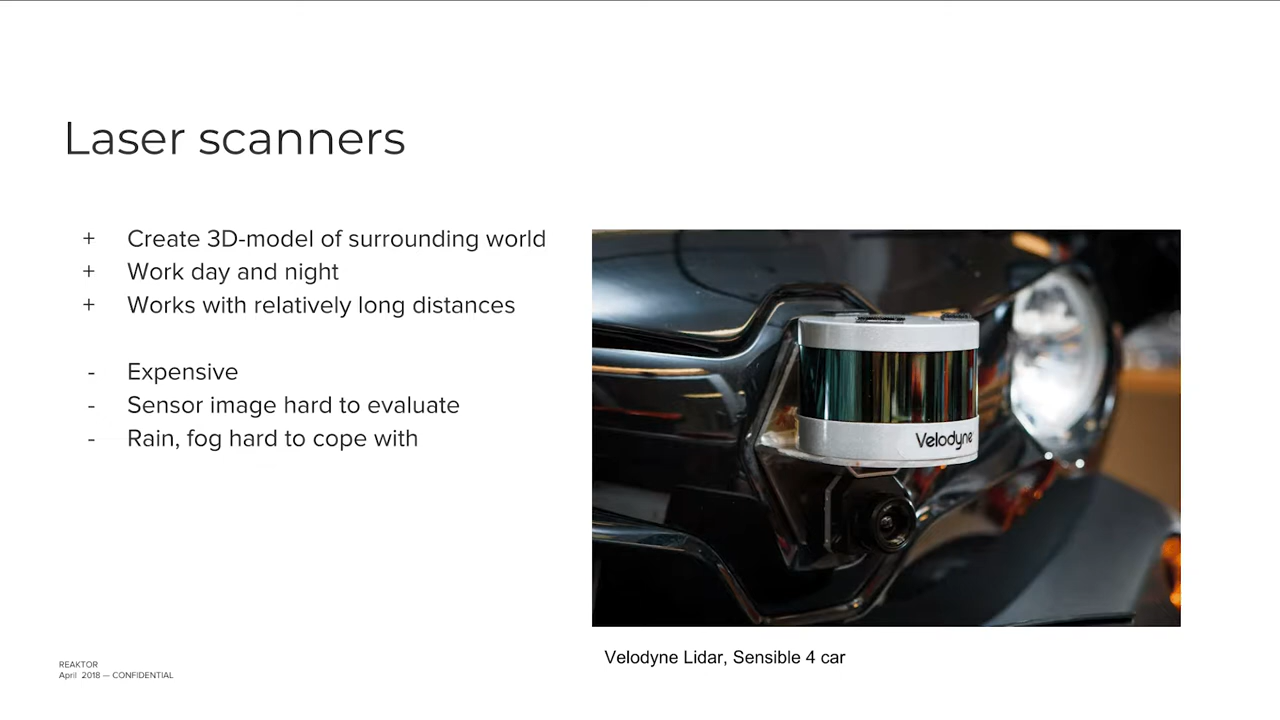 Laser scanners
+ Create 3D-model of surrounding world
+ Work day and night
+ Works with relatively long distances
- Expensive
- Sensor image hard to evaluate
- Rain, fog hard to cope with
Velodyne
Velodyne Lidar, Sensible 4 car
REAKTOR
April 2018 — CONFIDENTIAL